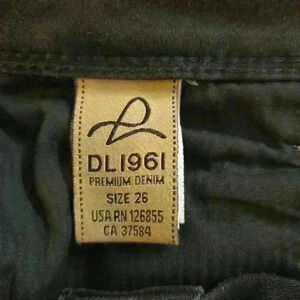 DL1961
PREMIUM DENIM
SIZE 26
USA RN 126855
CA 37584